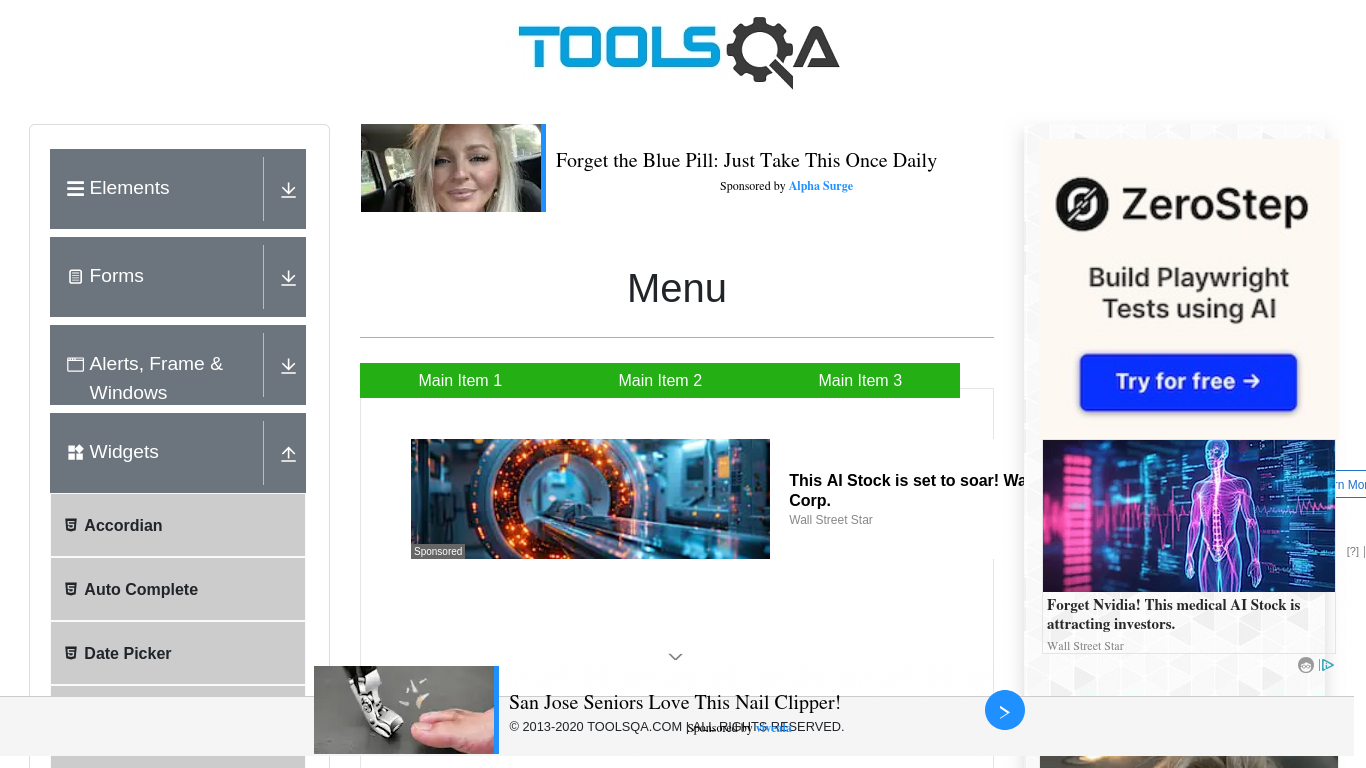 TOOLSQA
Elements
Forms
Alerts, Frame &
Windows
Widgets
Accordian
Auto Complete
Date Picker
Forget the Blue Pill: Just Take This Once Daily
Sponsored by Alpha Surge
Menu
Main Item 1
Main Item 2
Main Item 3
Sponsored
This AI Stock is set to soar! Wa
Corp.
Wall Street Star
ZeroStep
Build Playwright
Tests using AI
Try for free →
rn Mor
[?]
Forget Nvidia! This medical AI Stock is
attracting investors.
Wall Street Star
San Jose Seniors Love This Nail Clipper!
© 2013-2020 TOOLSQA.COM | ALL RIGHTS RESERVED.
Sponsored by